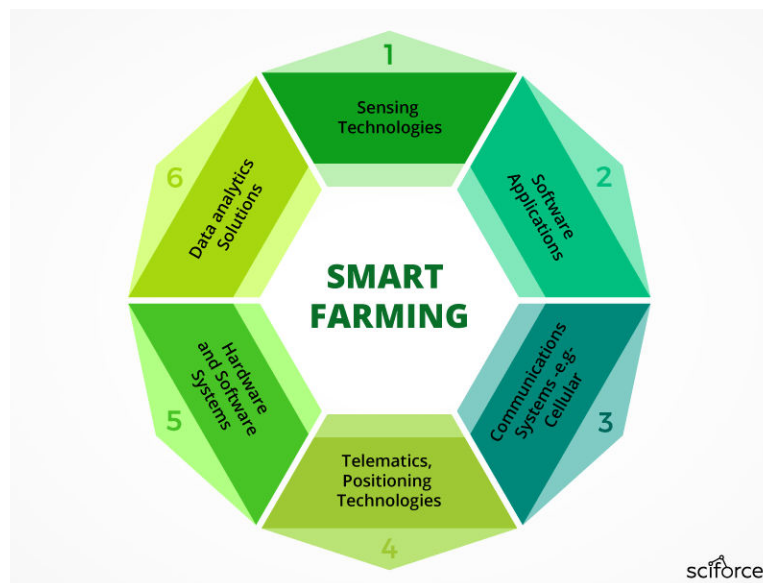 1
Sensing
Technologies
2
Software
Applications
3
Communications
Systems -e.g-
Cellular
4
Telematics,
Positioning
Technologies
5
Hardware
and Software
Systems
6
Data analytics
Solutions
SMART
FARMING
sciforce